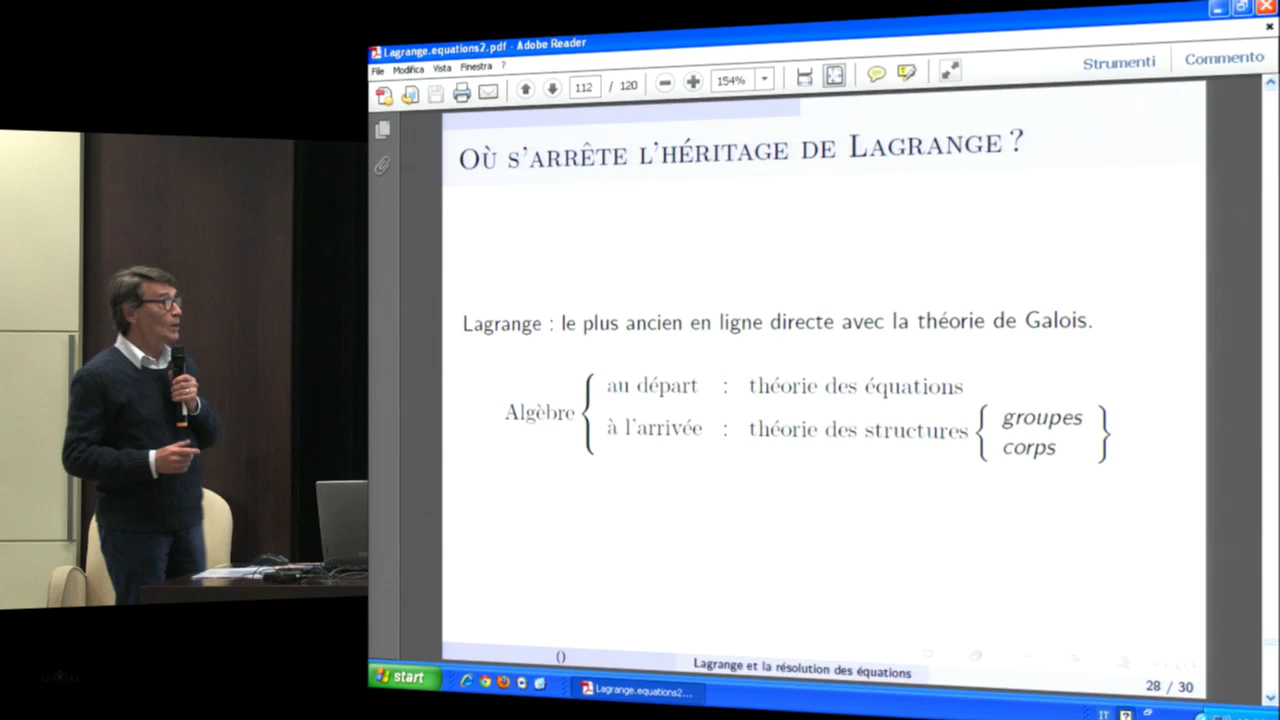 Lagrange.equations2.pdf - Adobe Reader
File Modifica Vista Finestra ?
112 / 120 154% Strumenti Commento
Où s'arrête l'héritage de Lagrange ?
Lagrange : le plus ancien en ligne directe avec la théorie de Galois.
Algèbre { au départ : théorie des équations
à l'arrivée : théorie des structures { groupes
corps }
() Lagrange et la résolution des équations 28 / 30
start Lagrange.equations2... IT